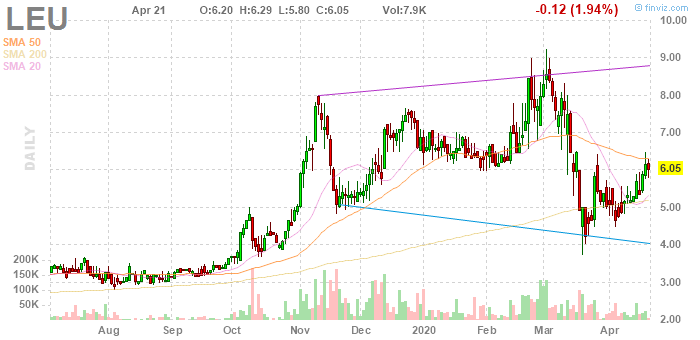 LEU Apr 21 O:6.20 H:6.29 L:5.80 C:6.05 Vol:7.9K -0.12 (1.94%)
© finviz.com
SMA 50
SMA 200
SMA 20
DAILY
10.00
9.00
8.00
7.00
6.05
5.00
4.00
3.00
2.00
200K
150K
100K
50K
Aug Sep Oct Nov Dec 2020 Feb Mar Apr